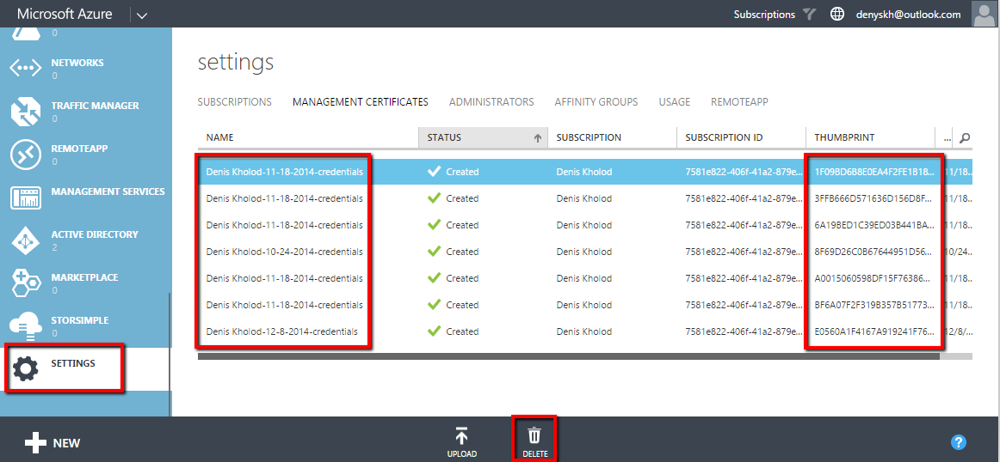 Microsoft Azure Subscriptions denyskh@outlook.com
0
NETWORKS
0
TRAFFIC MANAGER
0
REMOTEAPP
0
MANAGEMENT SERVICES
0
ACTIVE DIRECTORY
2
MARKETPLACE
0
STORSIMPLE
0
SETTINGS
settings
SUBSCRIPTIONS MANAGEMENT CERTIFICATES ADMINISTRATORS AFFINITY GROUPS USAGE REMOTEAPP
NAME STATUS SUBSCRIPTION SUBSCRIPTION ID THUMBPRINT ...
Denis Kholod-11-18-2014-credentials Created Denis Kholod 7581e822-406f-41a2-879e... 1F098D6B8E0EA4F2FE1B18... 11/18...
Denis Kholod-11-18-2014-credentials Created Denis Kholod 7581e822-406f-41a2-879e... 3FFB666D571636D156D8F... 11/18...
Denis Kholod-11-18-2014-credentials Created Denis Kholod 7581e822-406f-41a2-879e... 6A19BED1C39ED03B441BA... 11/18...
Denis Kholod-10-24-2014-credentials Created Denis Kholod 7581e822-406f-41a2-879e... 8F69D26C0B67644951D56... 10/24...
Denis Kholod-11-18-2014-credentials Created Denis Kholod 7581e822-406f-41a2-879e... A0015060598DF15F76386... 11/18...
Denis Kholod-11-18-2014-credentials Created Denis Kholod 7581e822-406f-41a2-879e... BF6A07F2F319B357B51773... 11/18...
Denis Kholod-12-8-2014-credentials Created Denis Kholod 7581e822-406f-41a2-879e... E0560A1F4167A919241F76... 12/8/...
NEW UPLOAD DELETE ?